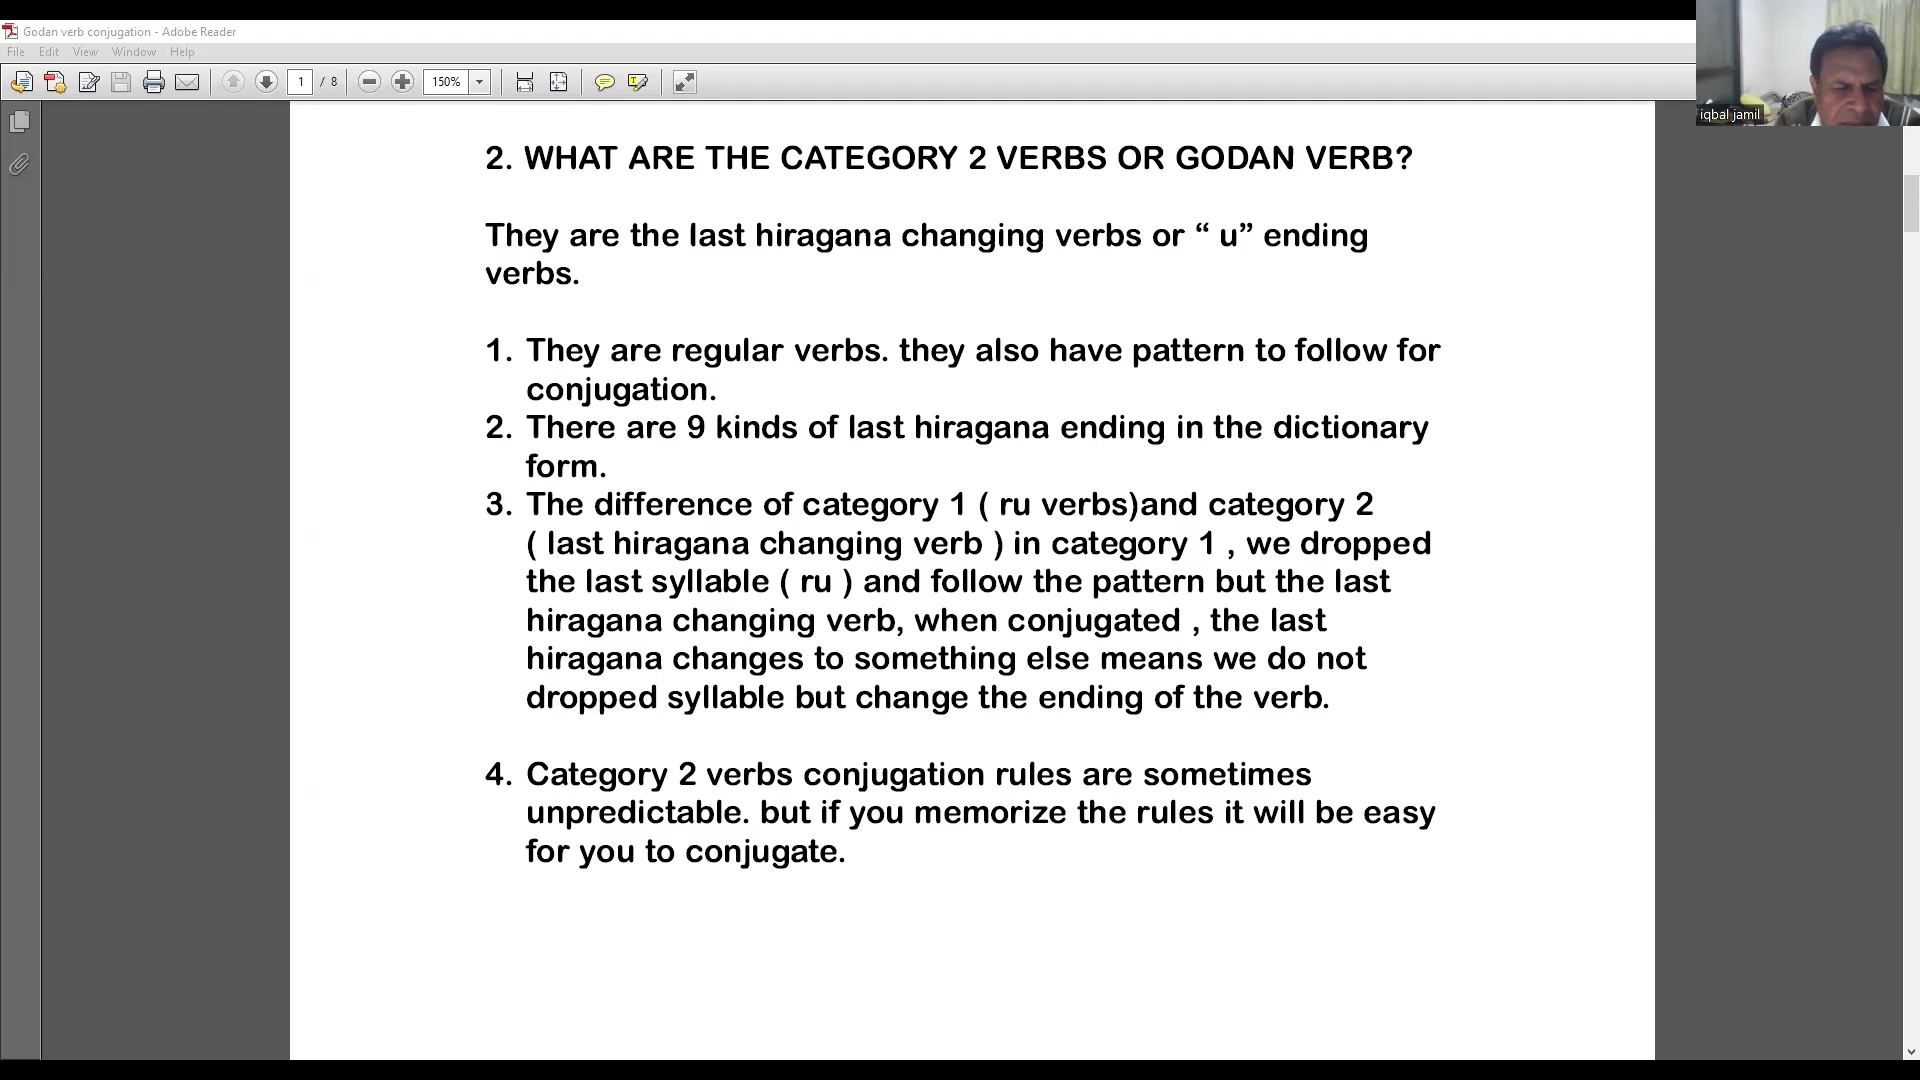 Godan verb conjugation - Adobe Reader
File Edit View Window Help
1 / 8 150%
iqbal jamil
2. WHAT ARE THE CATEGORY 2 VERBS OR GODAN VERB?
They are the last hiragana changing verbs or “ u” ending
verbs.
1. They are regular verbs. they also have pattern to follow for
conjugation.
2. There are 9 kinds of last hiragana ending in the dictionary
form.
3. The difference of category 1 ( ru verbs)and category 2
( last hiragana changing verb ) in category 1 , we dropped
the last syllable ( ru ) and follow the pattern but the last
hiragana changing verb, when conjugated , the last
hiragana changes to something else means we do not
dropped syllable but change the ending of the verb.
4. Category 2 verbs conjugation rules are sometimes
unpredictable. but if you memorize the rules it will be easy
for you to conjugate.